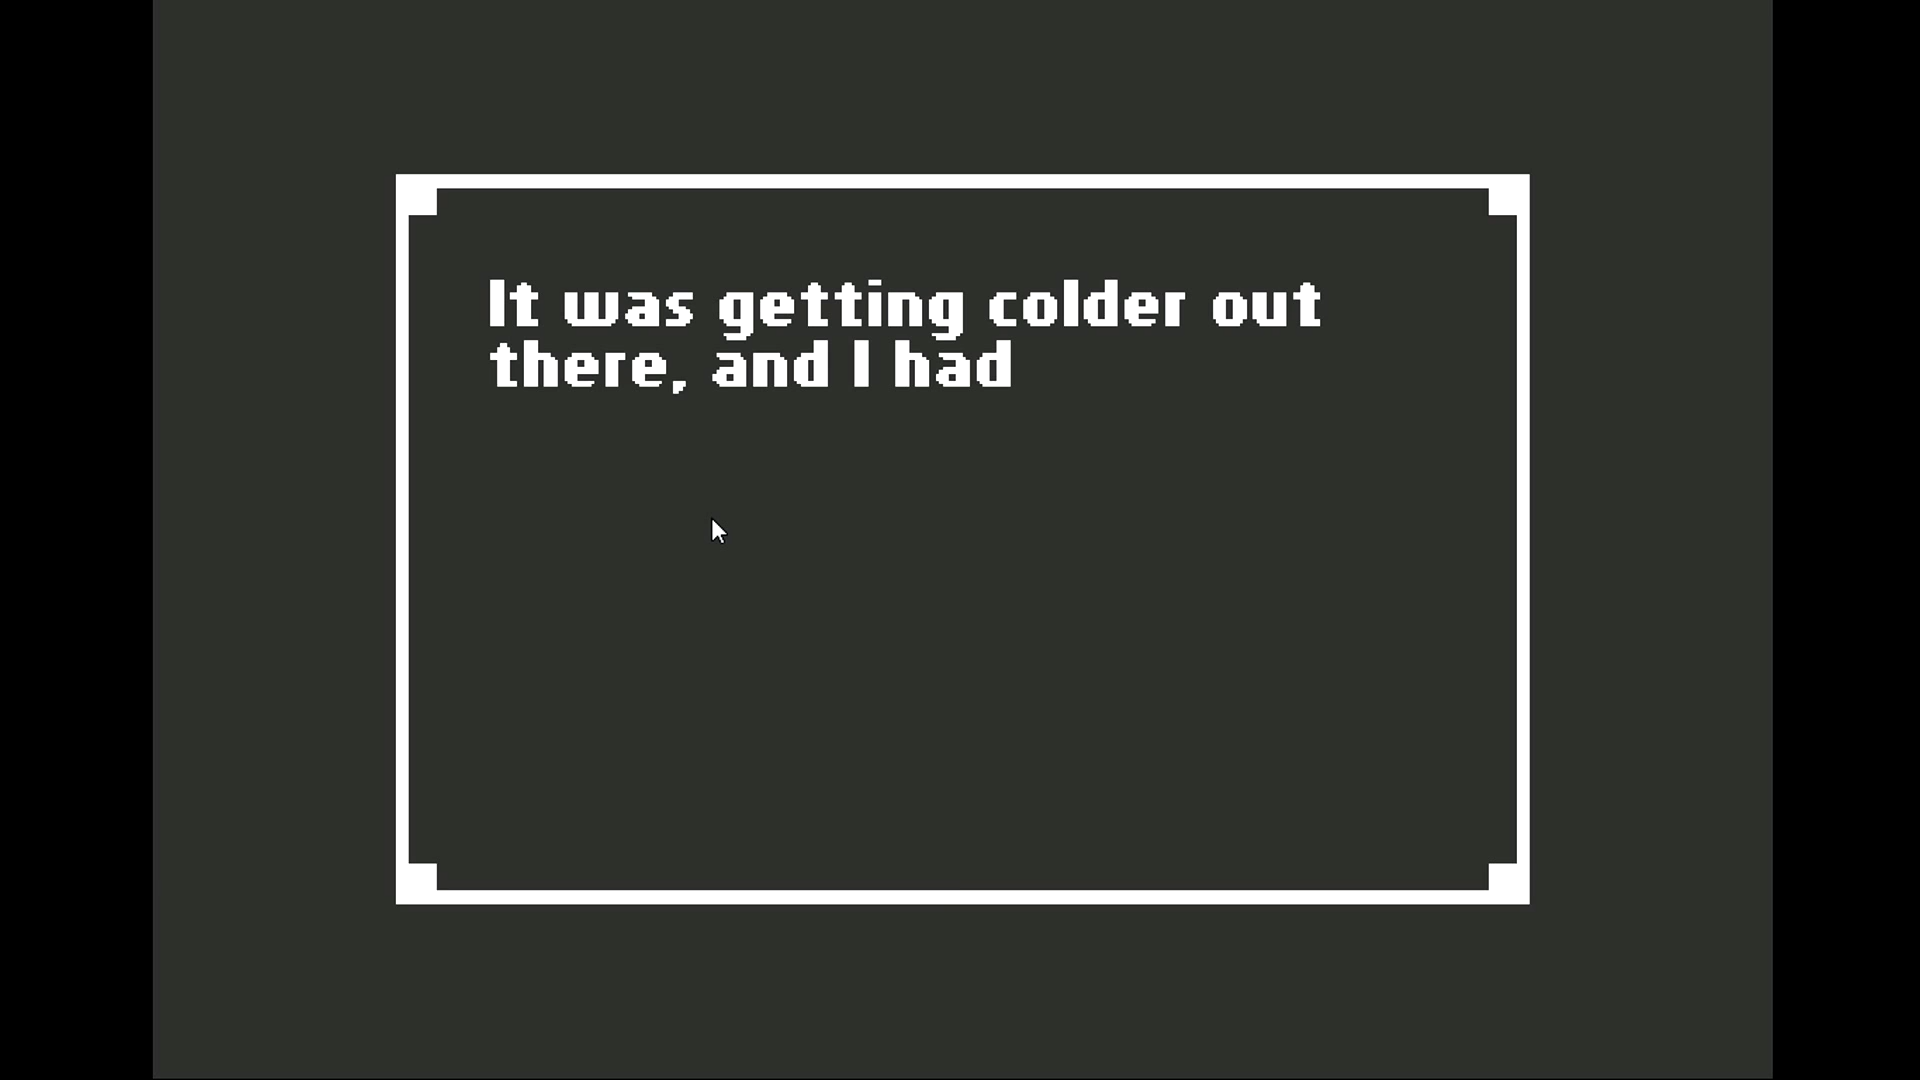 It was getting colder out
there, and I had